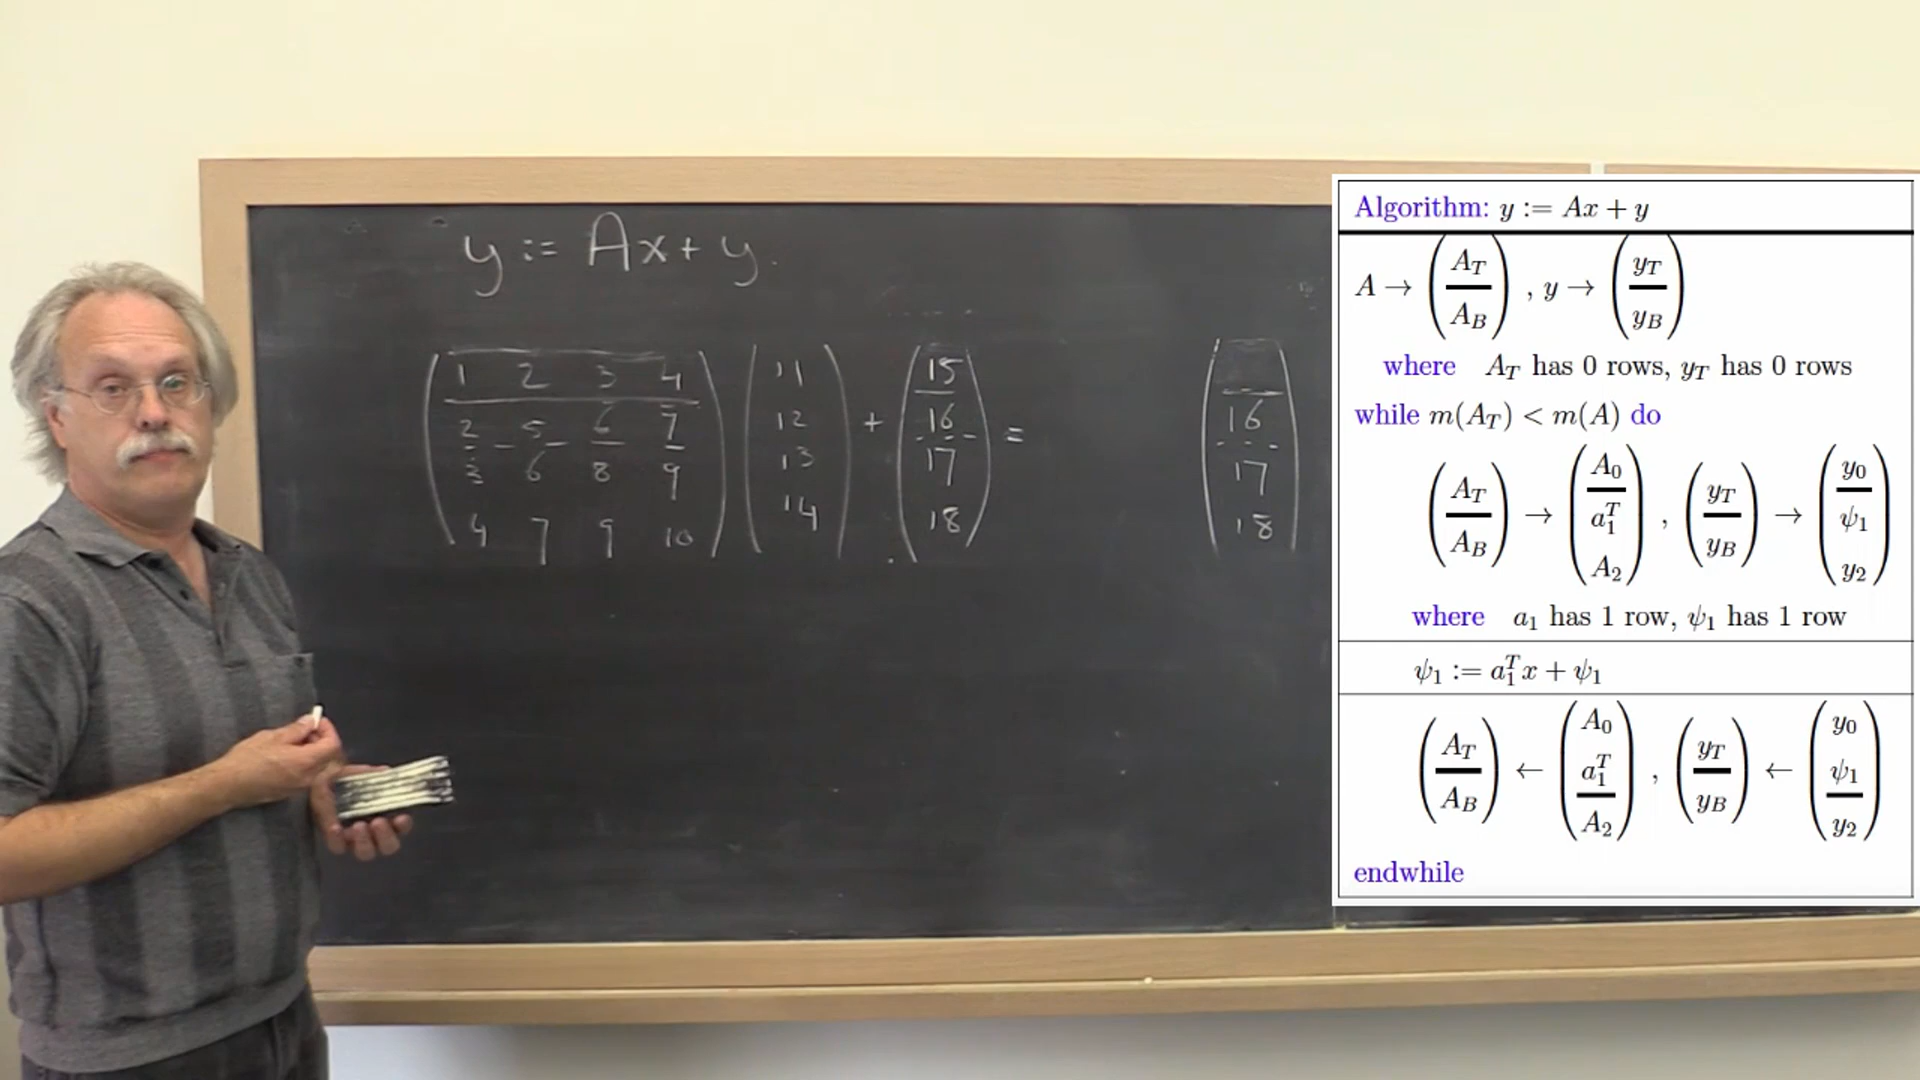 y := Ax + y.
1 2 3 4 11 15
2 5 6 7 12 + 16 = 16
3 6 8 9 13 17 17
4 7 9 10 14 18 18
Algorithm: y := Ax + y
A → (A_T / A_B) , y → (y_T / y_B)
where A_T has 0 rows, y_T has 0 rows
while m(A_T) < m(A) do
(A_T / A_B) → (A_0 / a_1^T / A_2) , (y_T / y_B) → (y_0 / ψ_1 / y_2)
where a_1 has 1 row, ψ_1 has 1 row
ψ_1 := a_1^T x + ψ_1
(A_T / A_B) ← (A_0 / a_1^T / A_2) , (y_T / y_B) ← (y_0 / ψ_1 / y_2)
endwhile